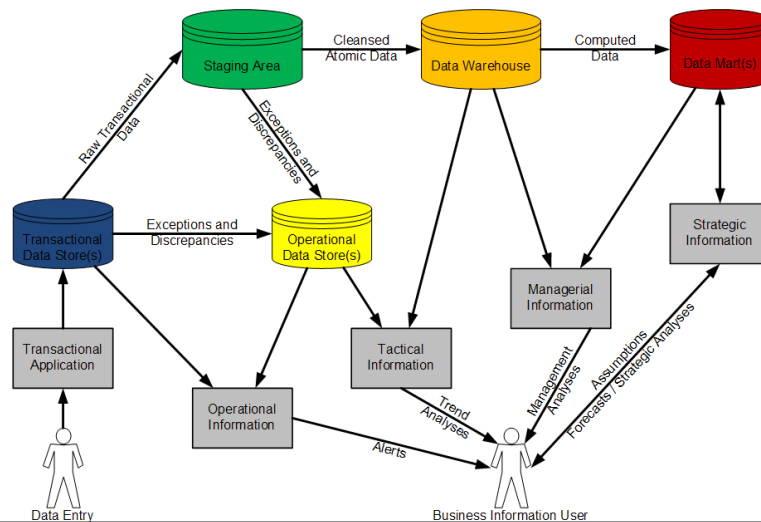 Staging Area
Cleansed
Atomic Data
Data Warehouse
Computed
Data
Data Mart(s)
Raw Transactional
Data
Exceptions and
Discrepancies
Transactional
Data Store(s)
Exceptions and
Discrepancies
Operational
Data Store(s)
Strategic
Information
Managerial
Information
Transactional
Application
Tactical
Information
Operational
Information
Trend
Analyses
Management
Analyses
Assumptions
Forecasts / Strategic Analyses
Alerts
Data Entry
Business Information User